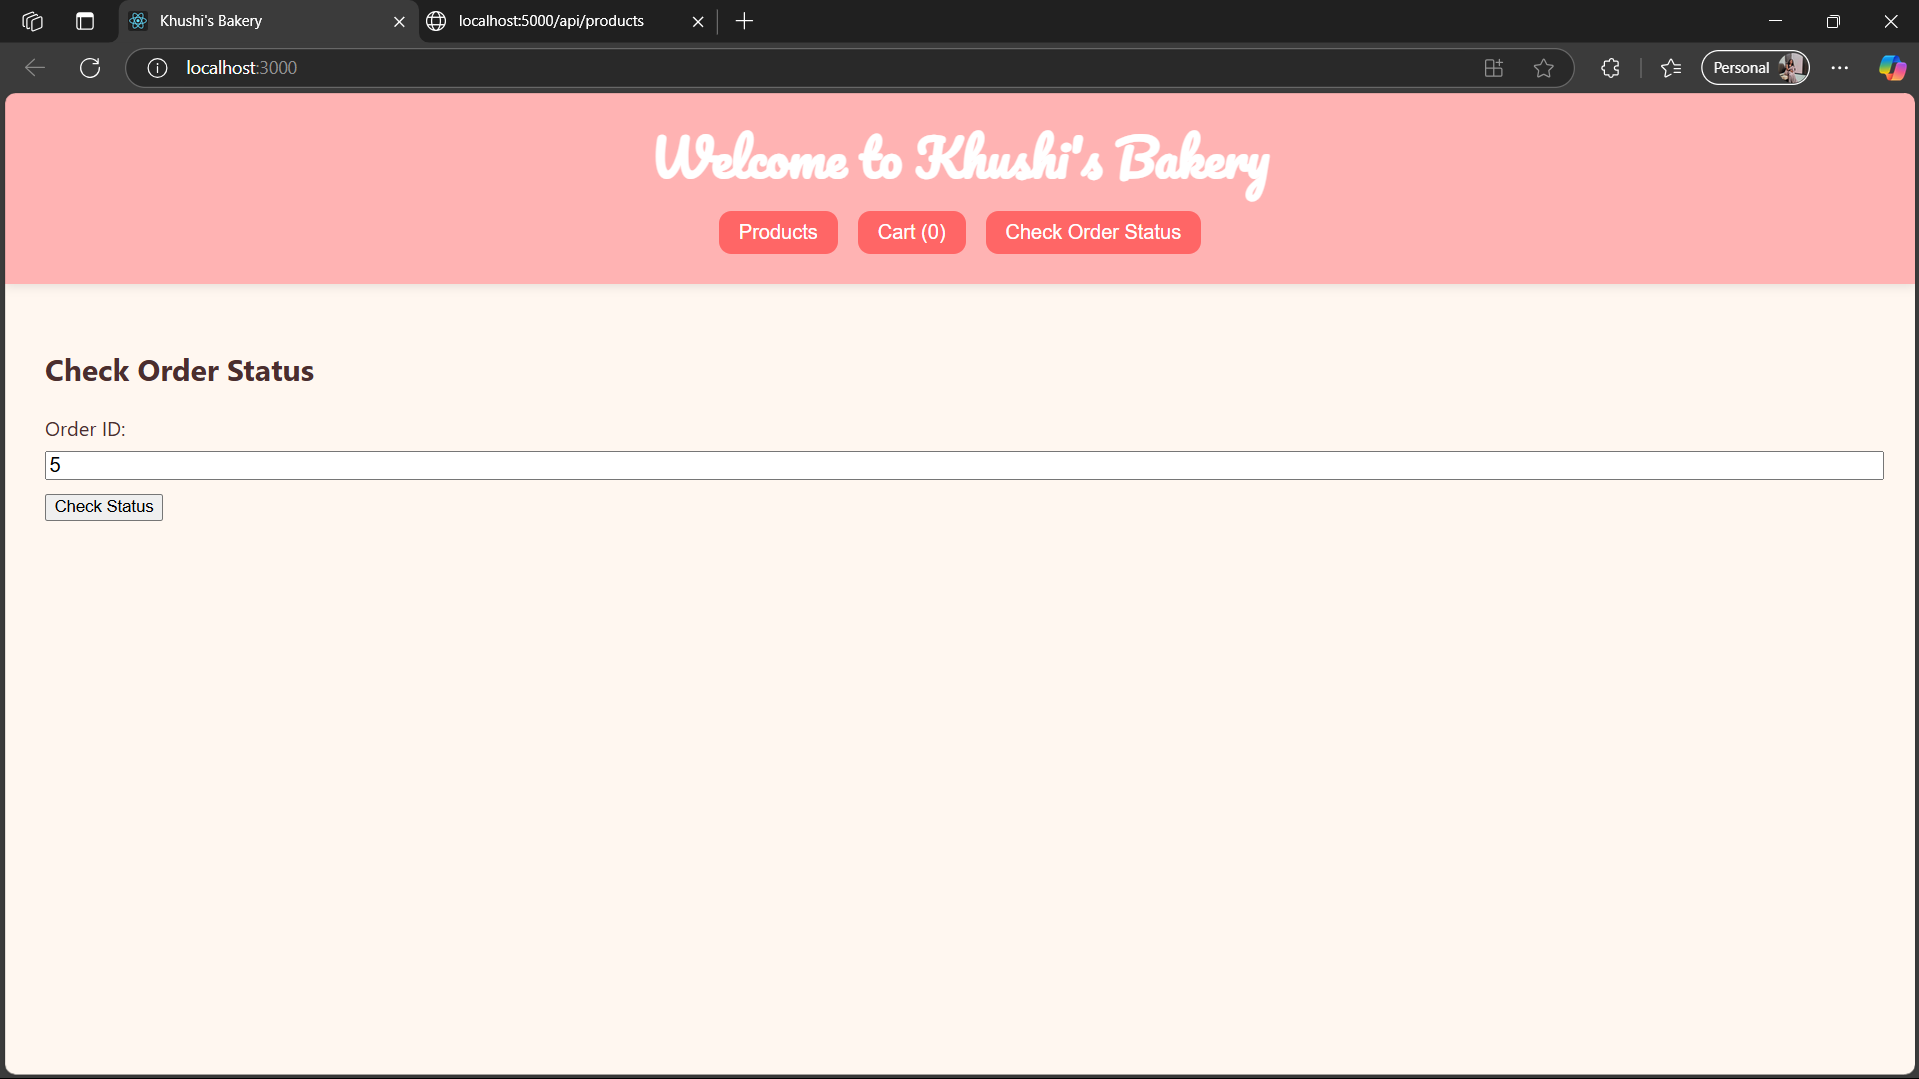 Khushi's Bakery
localhost:5000/api/products
localhost:3000
Personal
Welcome to Khushi's Bakery
Products
Cart (0)
Check Order Status
Check Order Status
Order ID:
5
Check Status